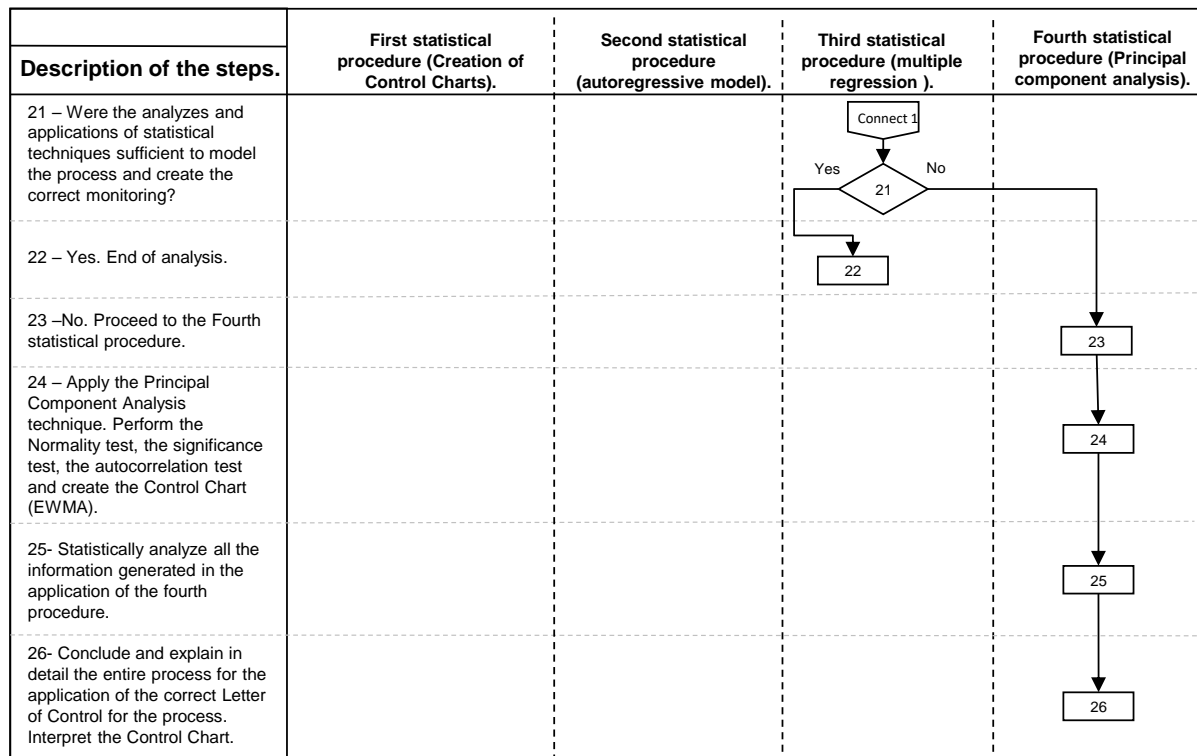 Description of the steps.
First statistical
procedure (Creation of
Control Charts).
Second statistical
procedure
(autoregressive model).
Third statistical
procedure (multiple
regression ).
Fourth statistical
procedure (Principal
component analysis).
21 – Were the analyzes and
applications of statistical
techniques sufficient to model
the process and create the
correct monitoring?
Connect 1
Yes
No
21
22 – Yes. End of analysis.
22
23 –No. Proceed to the Fourth
statistical procedure.
23
24 – Apply the Principal
Component Analysis
technique. Perform the
Normality test, the significance
test, the autocorrelation test
and create the Control Chart
(EWMA).
24
25- Statistically analyze all the
information generated in the
application of the fourth
procedure.
25
26- Conclude and explain in
detail the entire process for the
application of the correct Letter
of Control for the process.
Interpret the Control Chart.
26